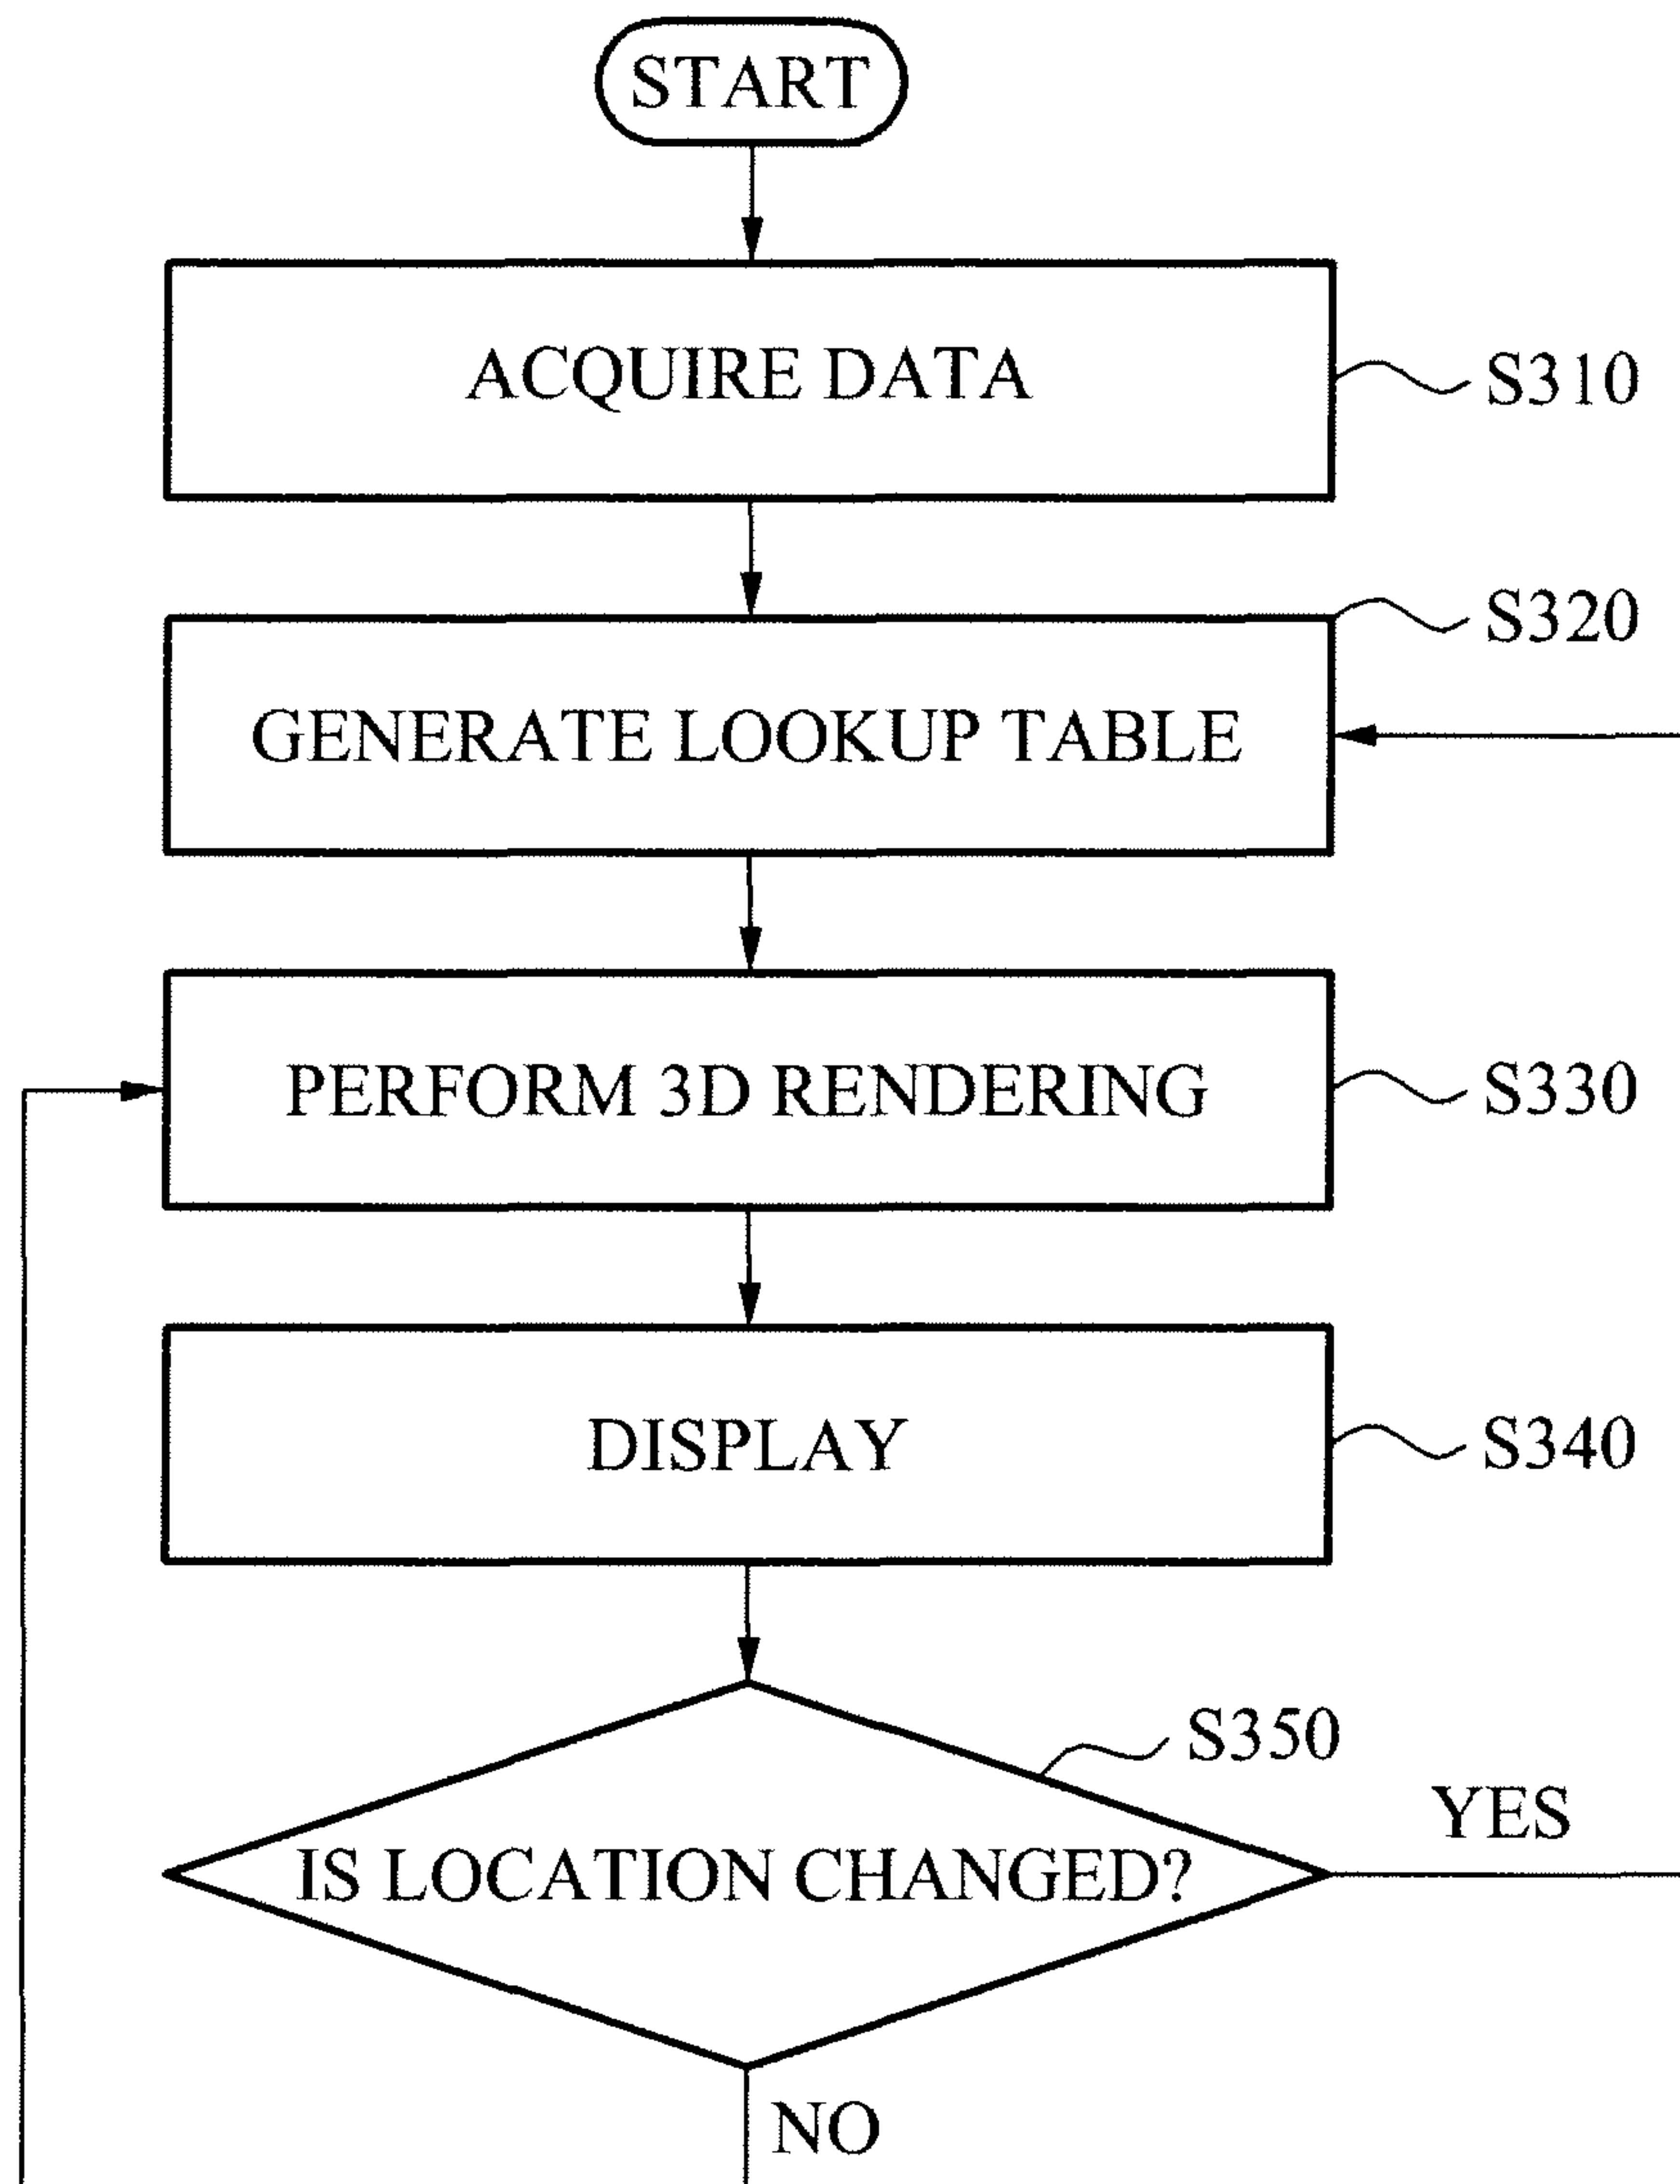 START
ACQUIRE DATA
S310
S320
GENERATE LOOKUP TABLE
PERFORM 3D RENDERING
S330
DISPLAY
S340
S350
YES
IS LOCATION CHANGED?
NO